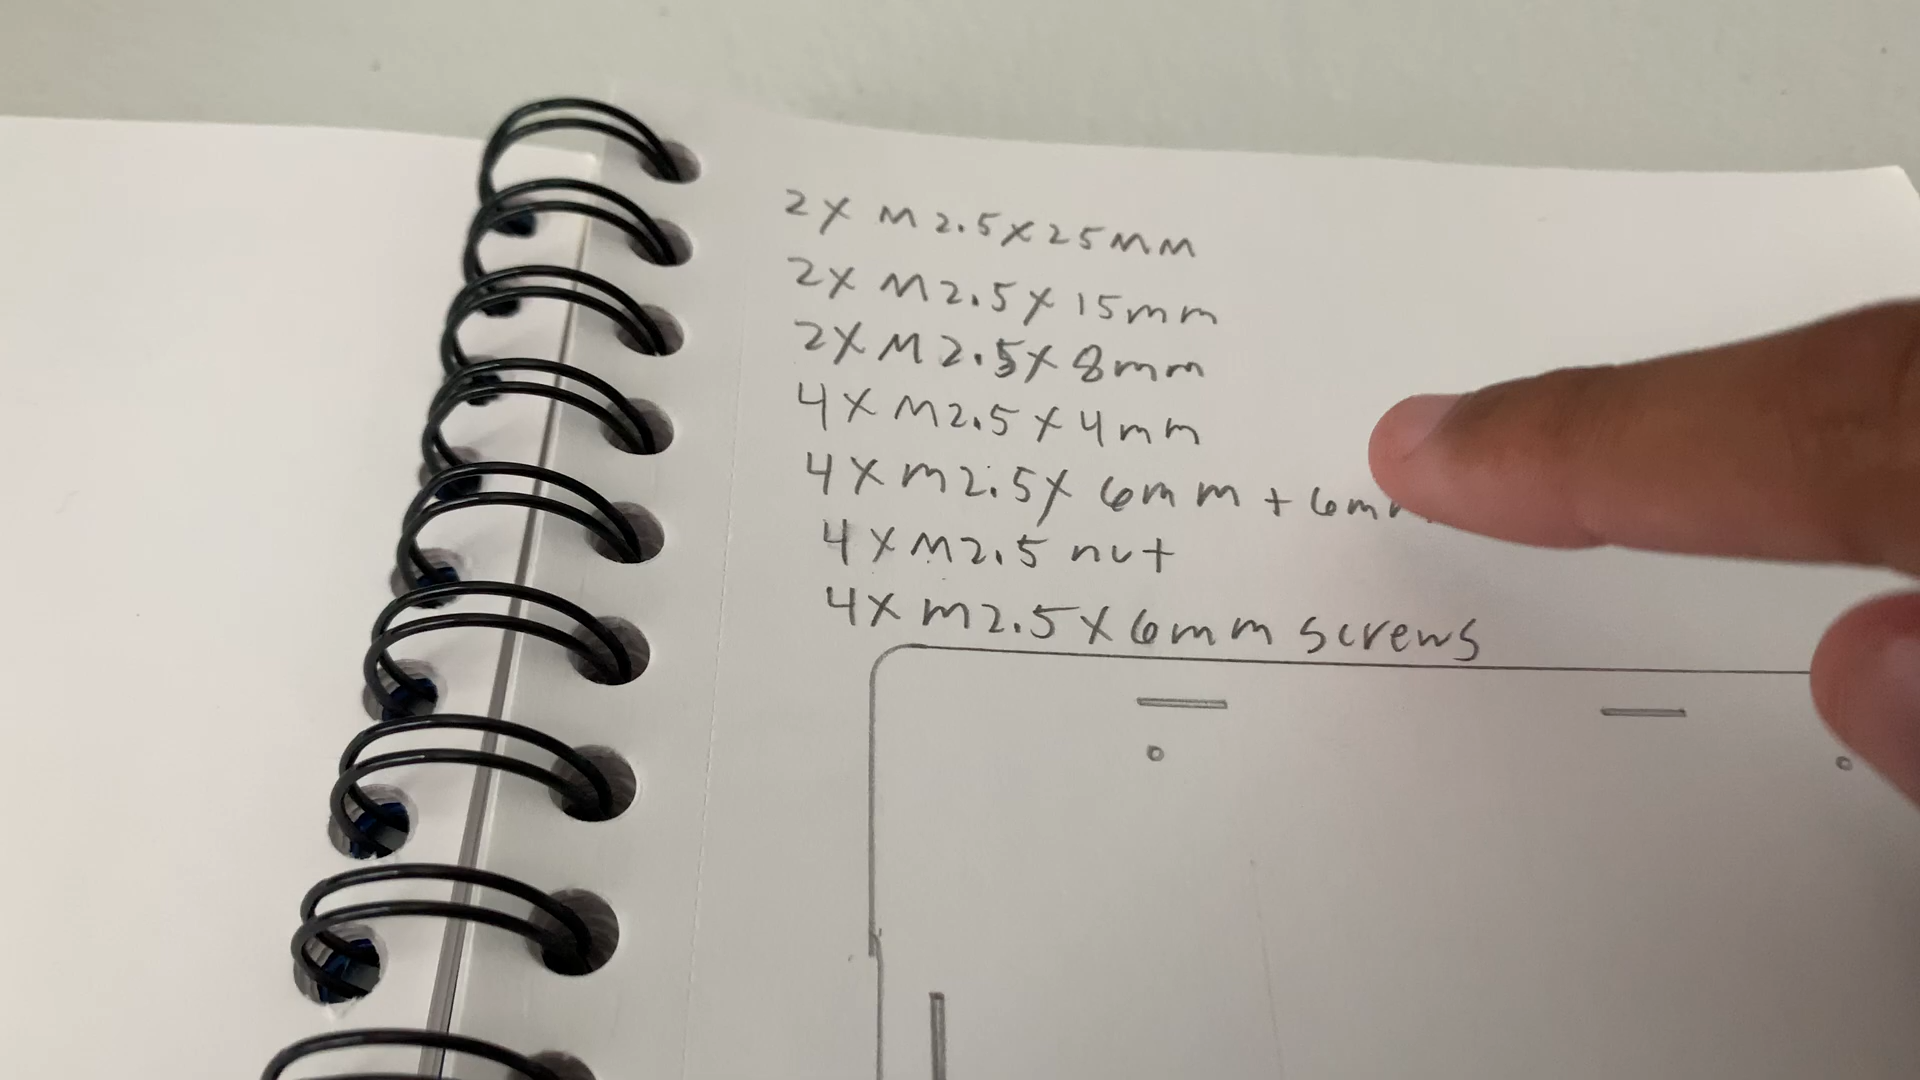 2X M2.5X25MM
2X M2.5X15mm
2X M2.5X8mm
4X M2.5X4mm
4X m2.5X 6mm + 6m
4X M2.5 nut
4X m2.5X6mm screws